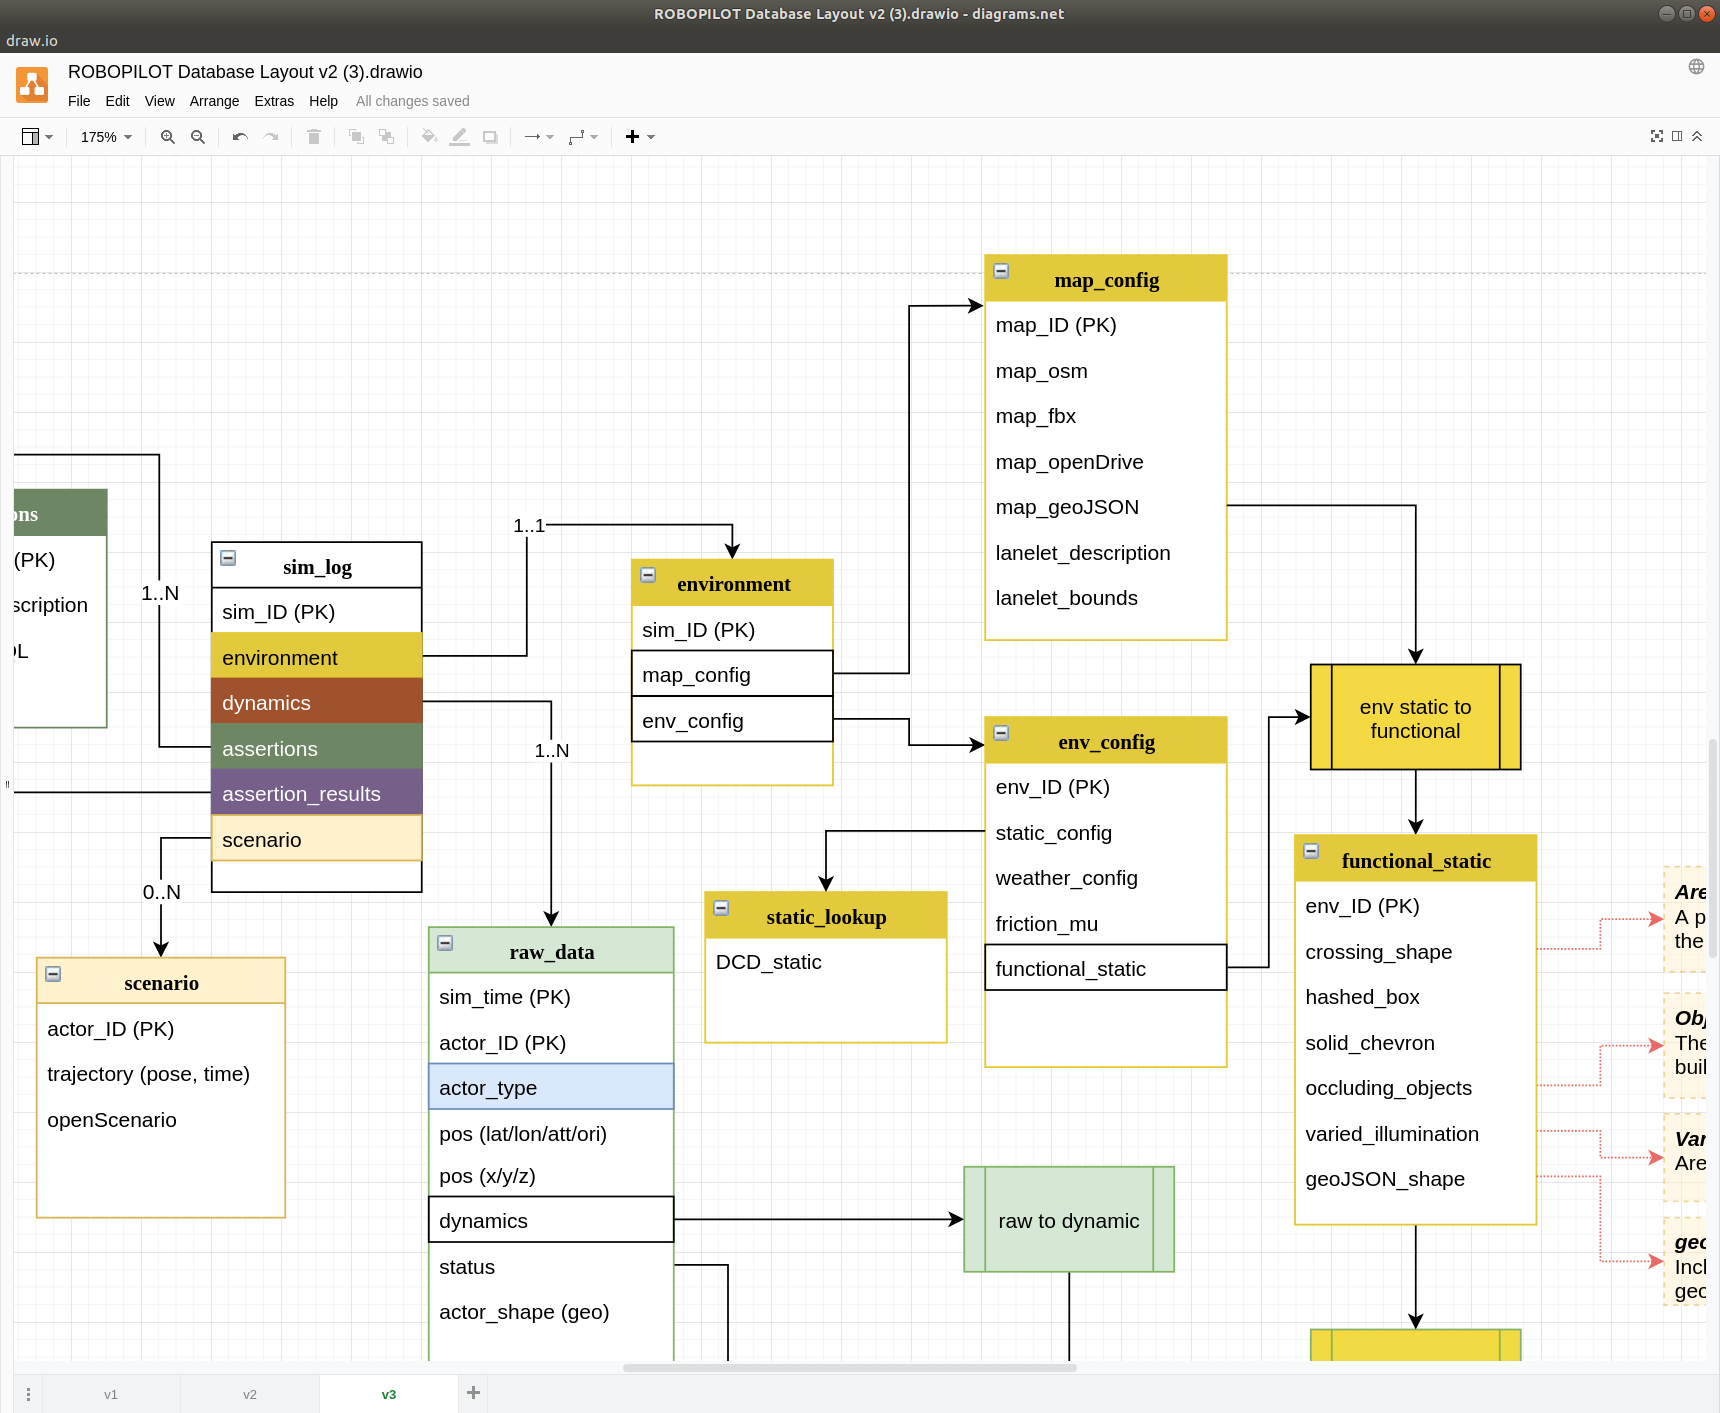 ROBOPILOT Database Layout v2 (3).drawio - diagrams.net
draw.io
ROBOPILOT Database Layout v2 (3).drawio
File Edit View Arrange Extras Help All changes saved
175%
map_config
map_ID (PK)
map_osm
map_fbx
map_openDrive
map_geoJSON
lanelet_description
lanelet_bounds
ons
(PK)
scription
L
1..N
sim_log
sim_ID (PK)
environment
dynamics
assertions
assertion_results
scenario
1..1
1..N
0..N
environment
sim_ID (PK)
map_config
env_config
env_config
env_ID (PK)
static_config
weather_config
friction_mu
functional_static
env static to
functional
static_lookup
DCD_static
functional_static
env_ID (PK)
crossing_shape
hashed_box
solid_chevron
occluding_objects
varied_illumination
geoJSON_shape
Are
A p
the
Obj
The
buil
Var
Are
geo
Incl
geo
scenario
actor_ID (PK)
trajectory (pose, time)
openScenario
raw_data
sim_time (PK)
actor_ID (PK)
actor_type
pos (lat/lon/att/ori)
pos (x/y/z)
dynamics
status
actor_shape (geo)
raw to dynamic
v1 v2 v3